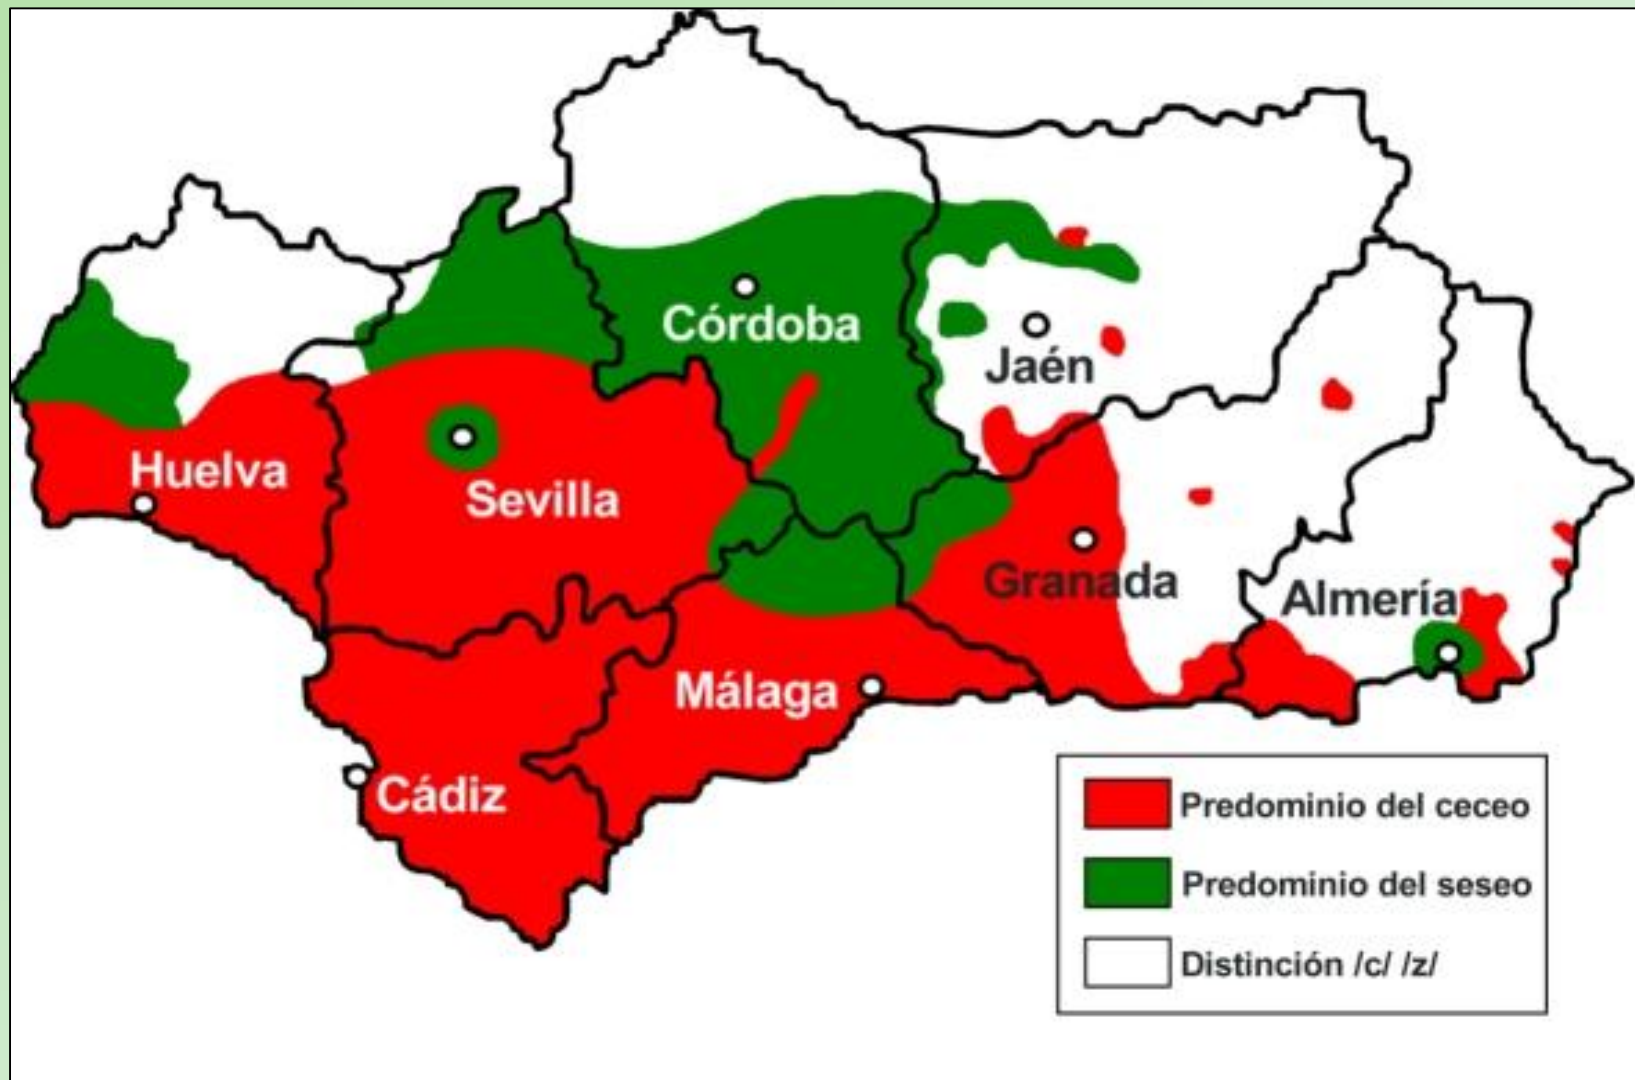 Córdoba
Jaén
Huelva
Sevilla
Granada
Almería
Málaga
Cádiz
Predominio del ceceo
Predominio del seseo
Distinción /c/ /z/